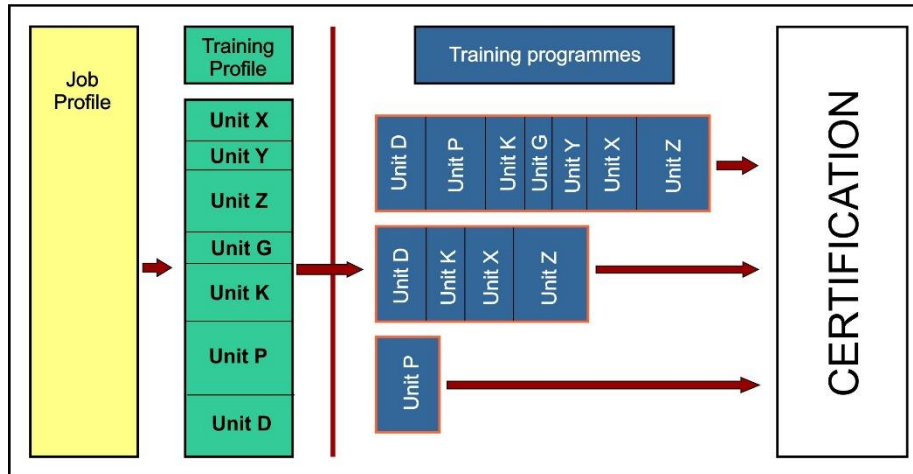 Job
Profile
Training
Profile
Unit X
Unit Y
Unit Z
Unit G
Unit K
Unit P
Unit D
Training programmes
Unit D
Unit P
Unit K
Unit G
Unit Y
Unit X
Unit Z
Unit D
Unit K
Unit X
Unit Z
Unit P
CERTIFICATION